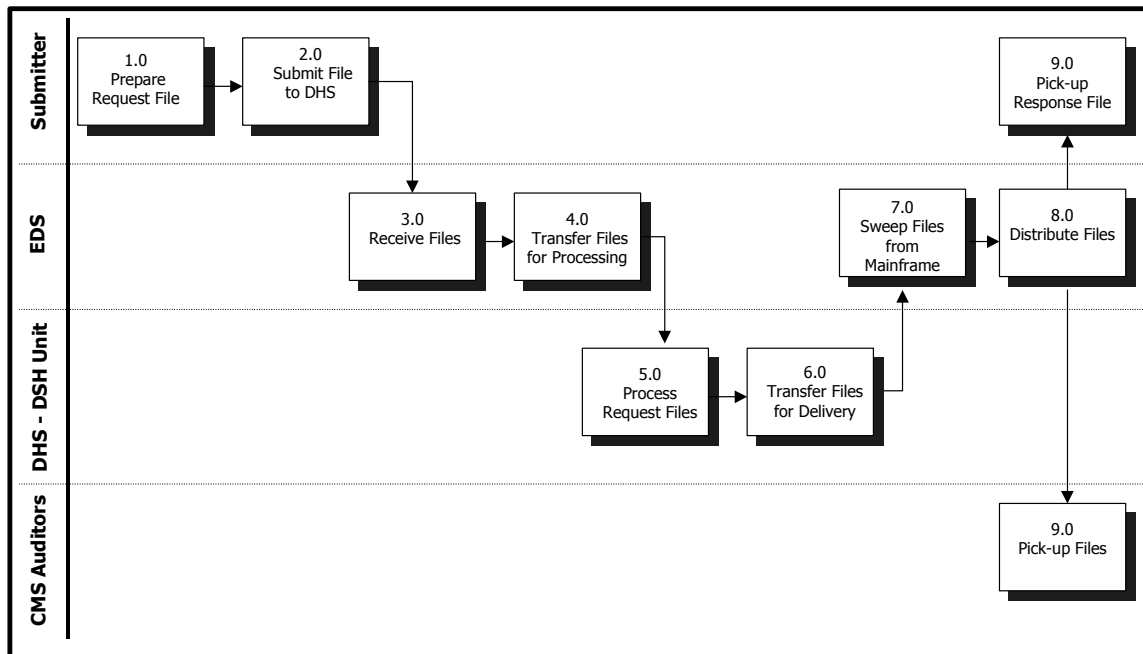 Submitter
1.0
Prepare
Request File
2.0
Submit File
to DHS
9.0
Pick-up
Response File
EDS
3.0
Receive Files
4.0
Transfer Files
for Processing
7.0
Sweep Files
from
Mainframe
8.0
Distribute Files
DHS - DSH Unit
5.0
Process
Request Files
6.0
Transfer Files
for Delivery
CMS Auditors
9.0
Pick-up Files